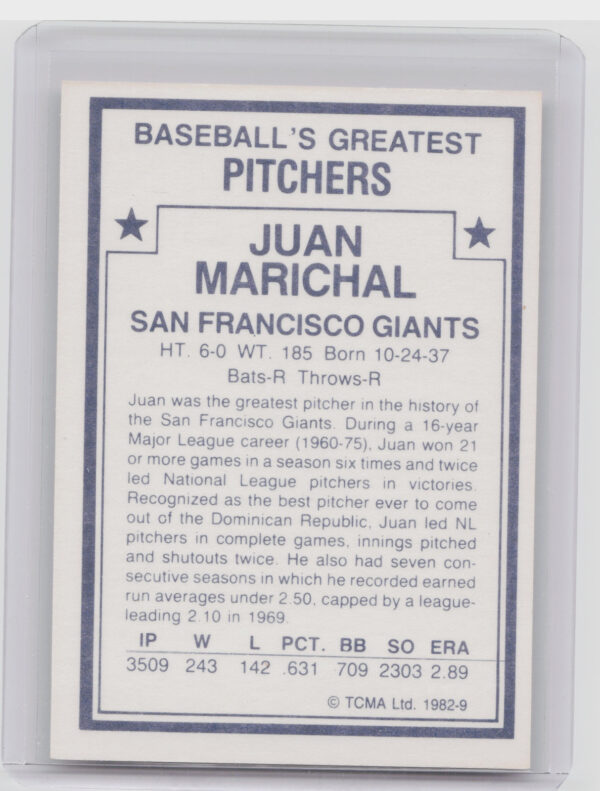 BASEBALL'S GREATEST
PITCHERS
JUAN
MARICHAL
SAN FRANCISCO GIANTS
HT. 6-0 WT. 185 Born 10-24-37
Bats-R Throws-R
Juan was the greatest pitcher in the history of
the San Francisco Giants. During a 16-year
Major League career (1960-75), Juan won 21
or more games in a season six times and twice
led National League pitchers in victories.
Recognized as the best pitcher ever to come
out of the Dominican Republic, Juan led NL
pitchers in complete games, innings pitched
and shutouts twice. He also had seven con-
secutive seasons in which he recorded earned
run averages under 2.50, capped by a league-
leading 2.10 in 1969.
IP W L PCT. BB SO ERA
3509 243 142 .631 709 2303 2.89
© TCMA Ltd. 1982-9